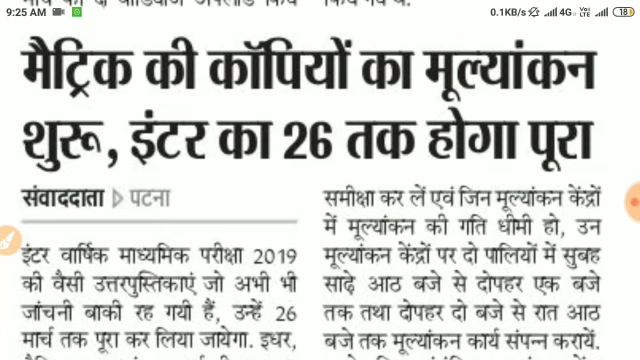 9:25 AM
0.1KB/s 4G Vo LTE 18
मैट्रिक की कॉपियों का मूल्यांकन
शुरू, इंटर का 26 तक होगा पूरा
संवाददाता ▷ पटना
इंटर वार्षिक माध्यमिक परीक्षा 2019
की वैसी उत्तरपुस्तिकाएं जो अभी भी
जांचनी बाकी रह गयी हैं, उन्हें 26
मार्च तक पूरा कर लिया जायेगा. इधर,
समीक्षा कर लें एवं जिन मूल्यांकन केंद्रों
में मूल्यांकन की गति धीमी हो, उन
मूल्यांकन केंद्रों पर दो पालियों में सुबह
साढ़े आठ बजे से दोपहर एक बजे
तक तथा दोपहर दो बजे से रात आठ
बजे तक मूल्यांकन कार्य संपन्न करायें.